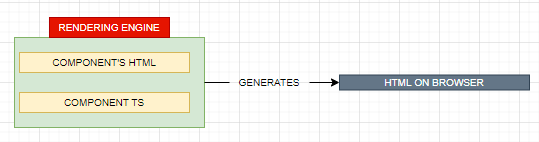 RENDERING ENGINE
COMPONENT'S HTML
COMPONENT TS
GENERATES
HTML ON BROWSER